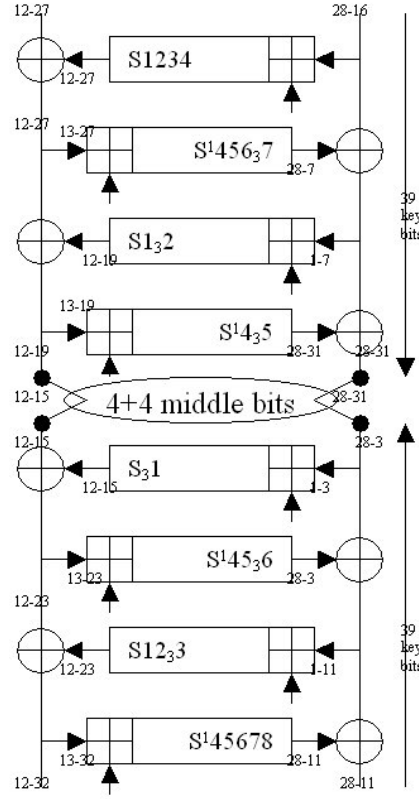 12-27 28-16
S1234
12-27
12-27 13-27
S¹456₃7
28-7
39
key
bits
S1₃2
12-19 1-7
13-19
S¹4₃5
12-19 28-31 28-31
4+4 middle bits
12-15 28-31
12-15 28-3
S₃1
12-15 1-3
S¹45₃6
13-23 28-3
12-23
39
key
bits
S12₃3
12-23 1-11
S¹45678
13-32 28-11
12-32 28-11